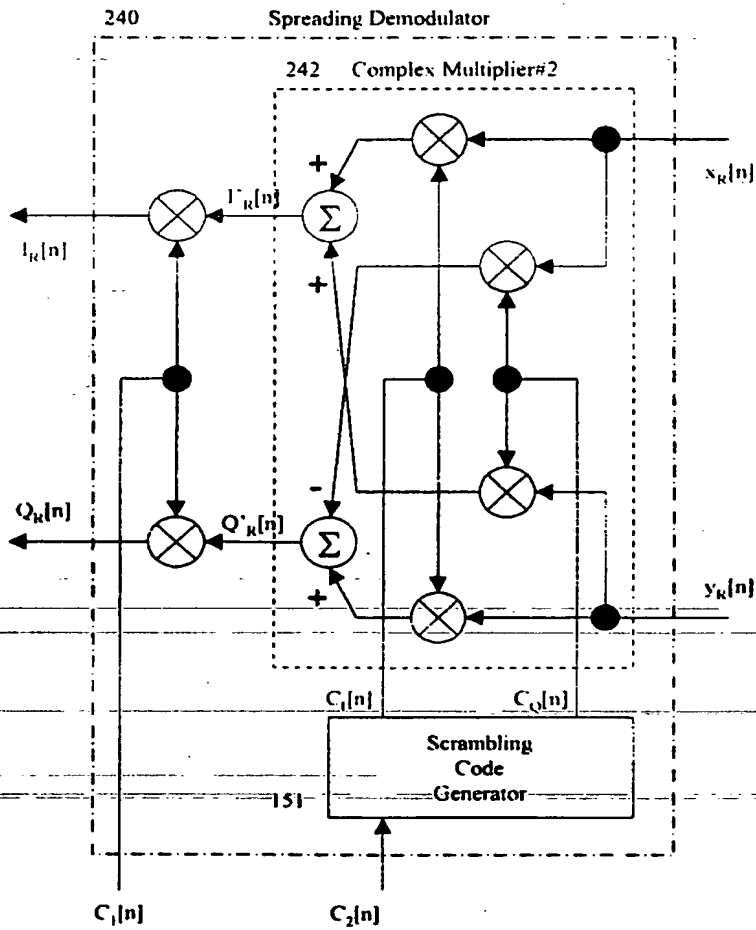 240 Spreading Demodulator
242 Complex Multiplier#2
x_R[n]
+
I'_R[n]
Σ
I_R[n]
+
-
Q_R[n]
Q'_R[n]
Σ
+
y_R[n]
C_I[n]
C_Q[n]
Scrambling
Code
Generator
151
C_1[n]
C_2[n]